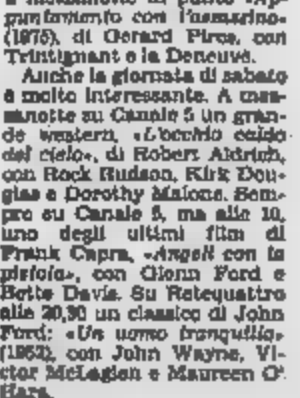 puntamento con l'assassino»
(1975), di Gerard Pires, con
Trintignant e la Deneuve.
Anche la giornata di sabato
è molto interessante. A mez-
zanotte su Canale 5 un gran-
de western, «L'occhio caldo
del cielo», di Robert Aldrich,
con Rock Hudson, Kirk Dou-
glas e Dorothy Malone. Sem-
pre su Canale 5, ma alle 10,
uno degli ultimi film di
Frank Capra, «Angeli con la
pistola», con Glenn Ford e
Bette Davis. Su Retequattro
alle 20,30 un classico di John
Ford: «Un uomo tranquillo»
(1952), con John Wayne, Vi-
ctor McLaglen e Maureen O'
Hara.